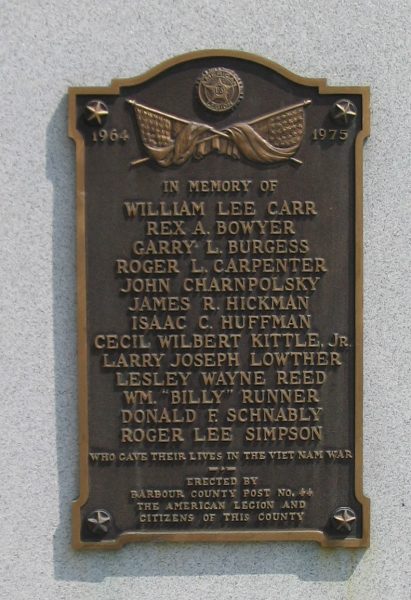 AMERICAN
LEGION
1964 1975
IN MEMORY OF
WILLIAM LEE CARR
REX A. BOWYER
GARRY L. BURGESS
ROGER L. CARPENTER
JOHN CHARNPOLSKY
JAMES R. HICKMAN
ISAAC C. HUFFMAN
CECIL WILBERT KITTLE, Jr.
LARRY JOSEPH LOWTHER
LESLEY WAYNE REED
WM. "BILLY" RUNNER
DONALD F. SCHNABLY
ROGER LEE SIMPSON
WHO GAVE THEIR LIVES IN THE VIET NAM WAR
ERECTED BY
BARBOUR COUNTY POST NO. 44
THE AMERICAN LEGION AND
CITIZENS OF THIS COUNTY